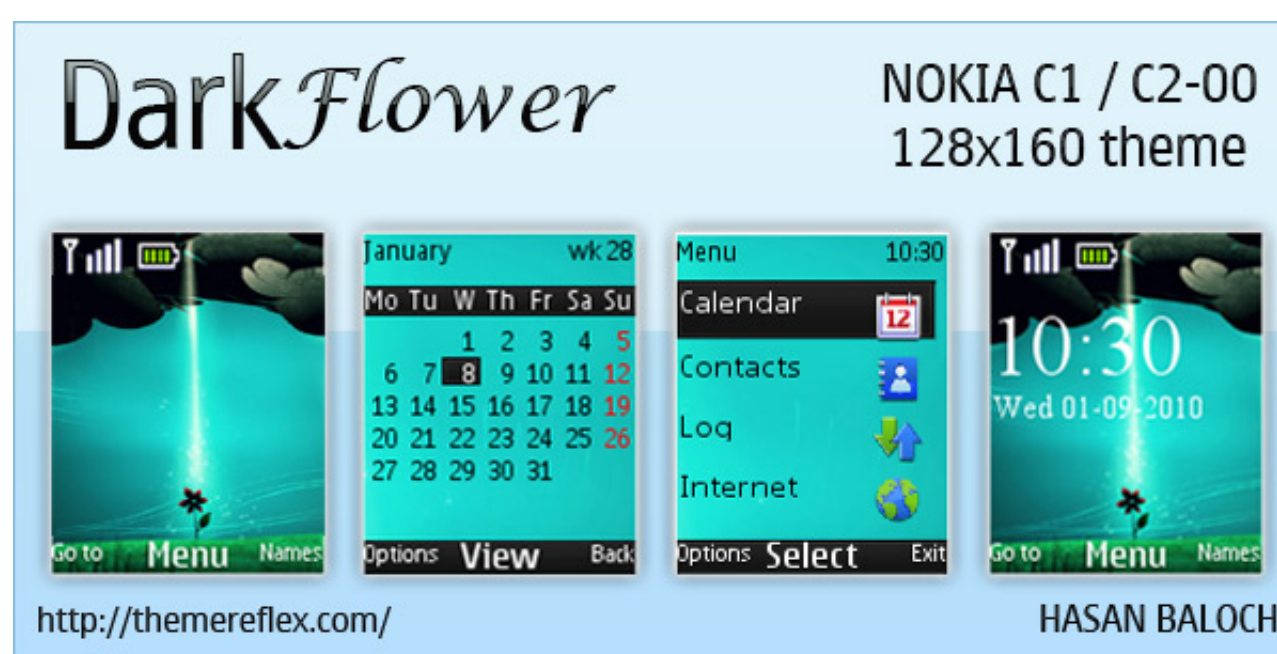 DarkFlower
NOKIA C1 / C2-00
128x160 theme
Go to Menu Names
January wk 28
Mo Tu W Th Fr Sa Su
1 2 3 4 5
6 7 8 9 10 11 12
13 14 15 16 17 18 19
20 21 22 23 24 25 26
27 28 29 30 31
Options View Back
Menu 10:30
Calendar
12
Contacts
Log
Internet
Options Select Exit
10:30
Wed 01-09-2010
Go to Menu Names
http://themereflex.com/
HASAN BALOCH